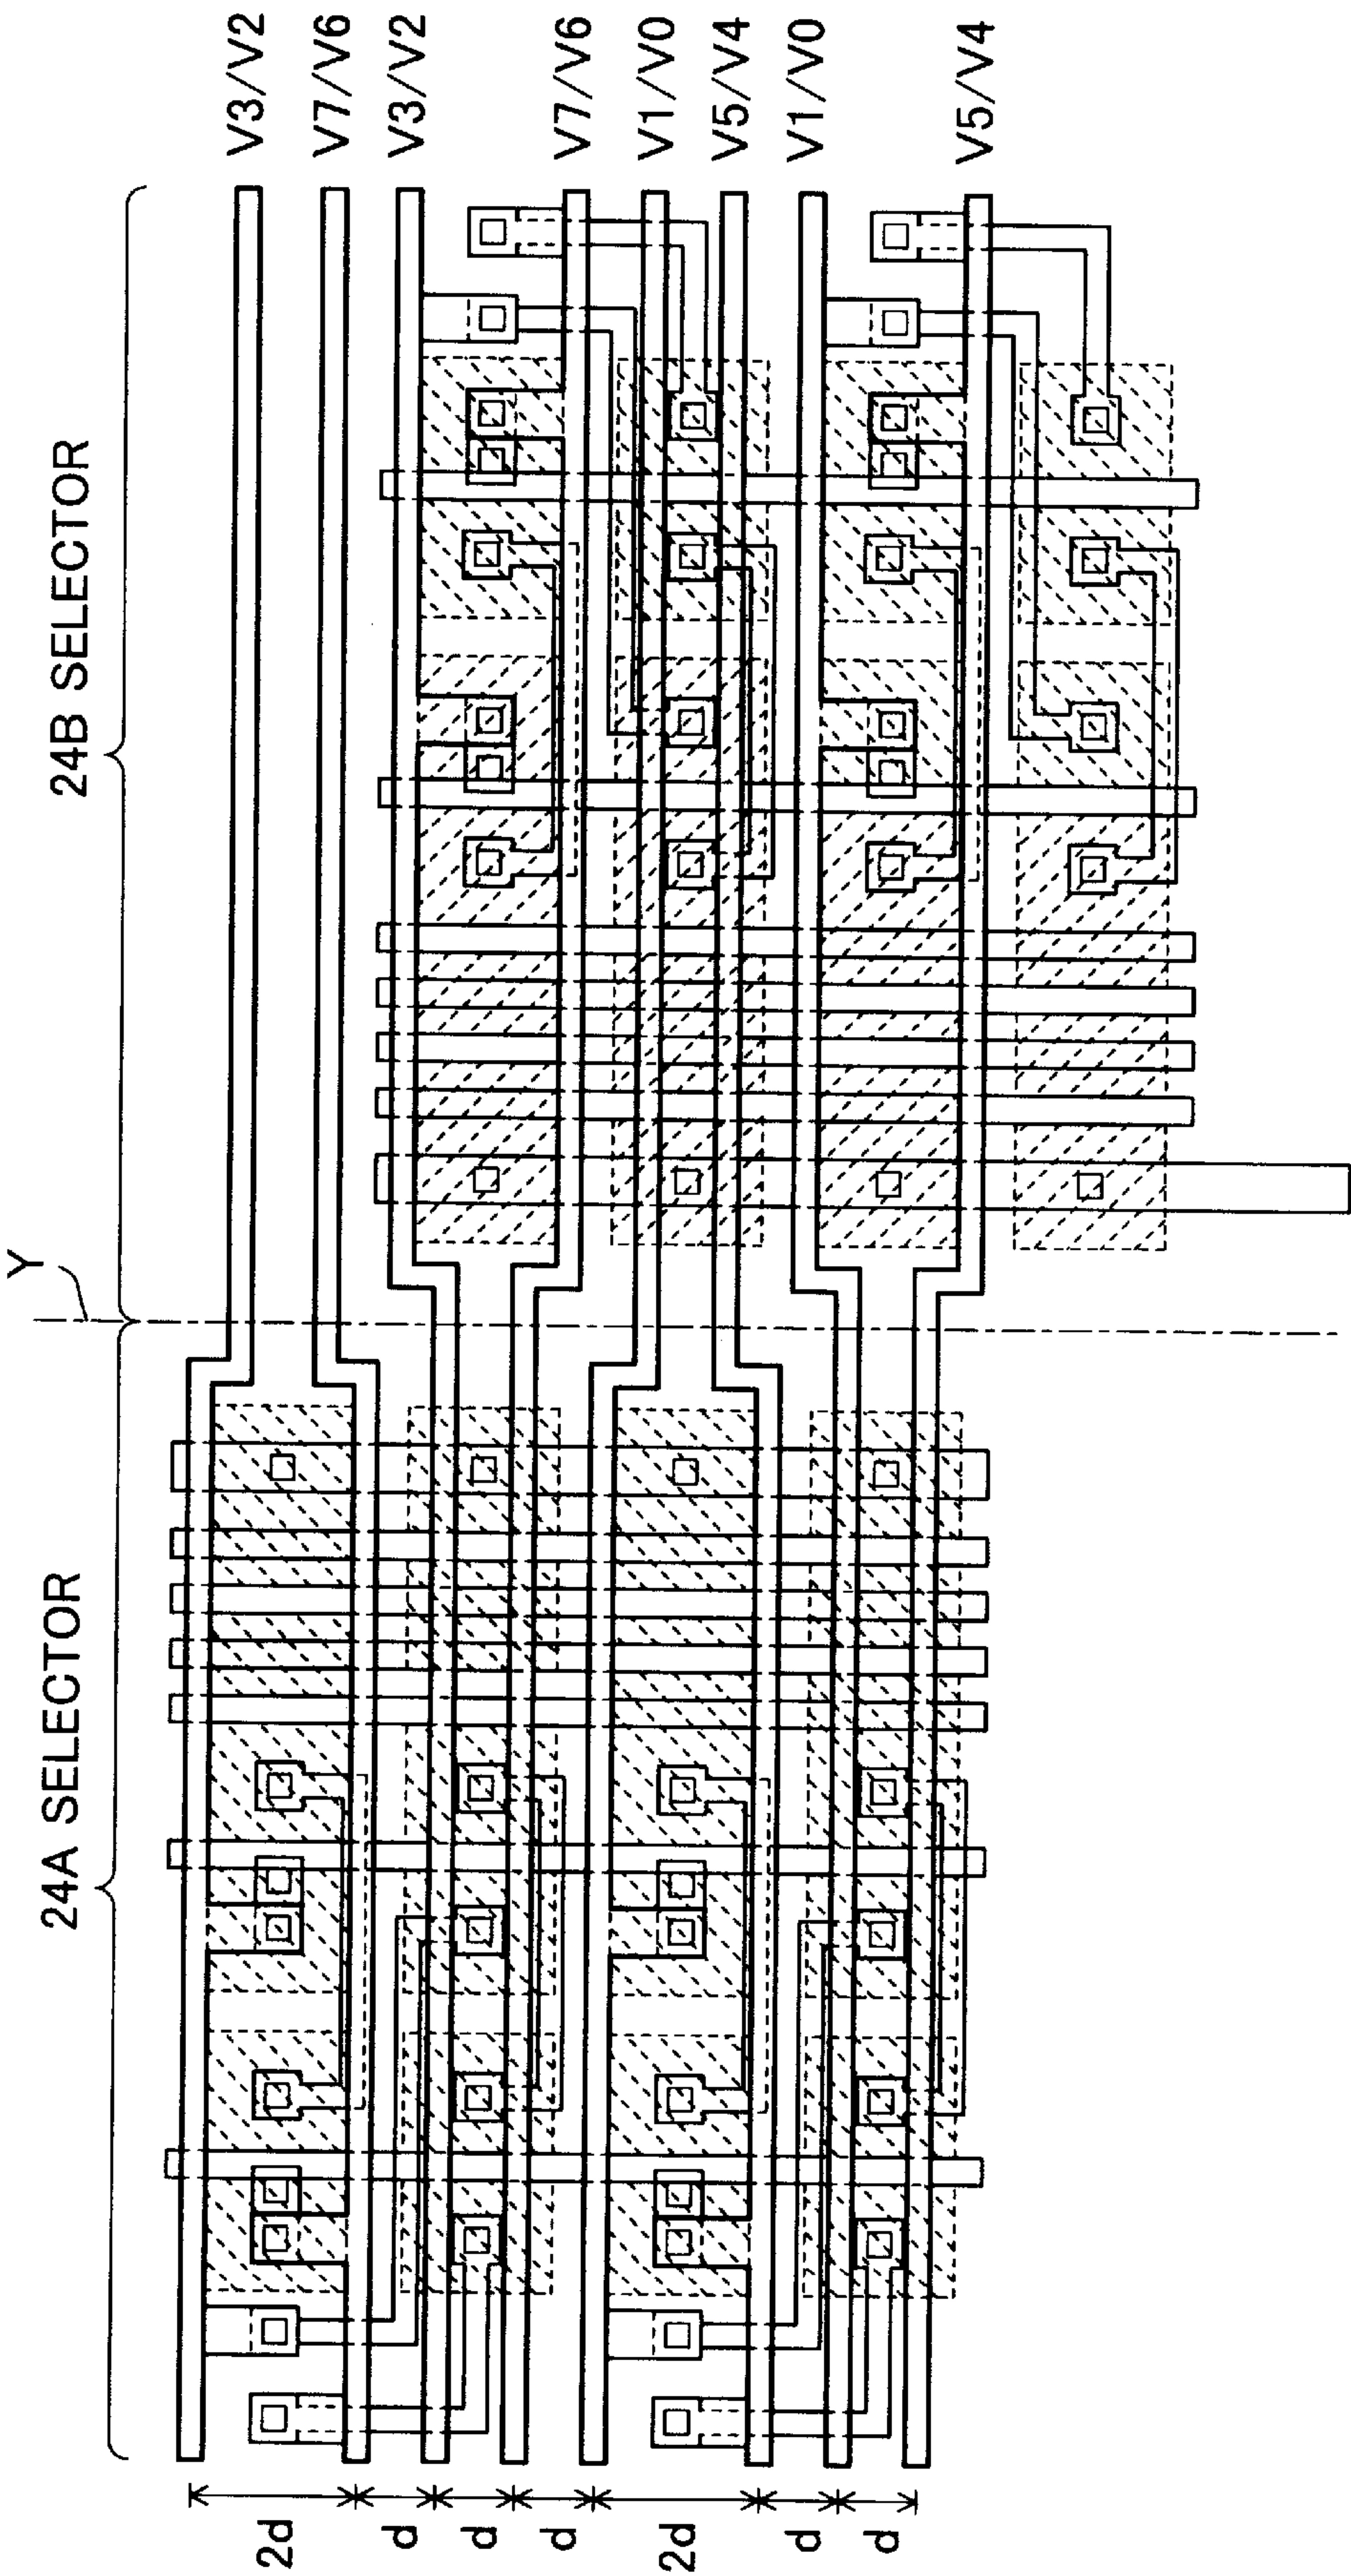 V3/V2
V7/V6
V3/V2
V7/V6
V1/V0
V5/V4
V1/V0
V5/V4
24B SELECTOR
Y
24A SELECTOR
2d
d
d
d
2d
d
d